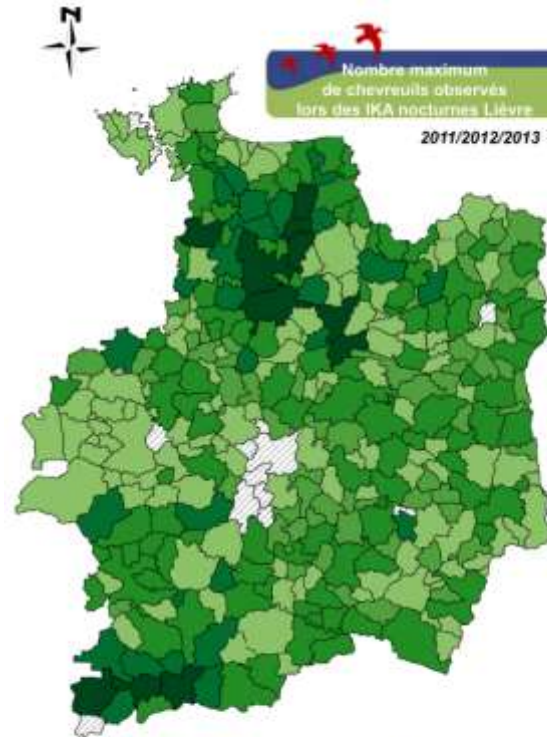 N
Nombre maximum
de chevreuils observés
lors des IKA nocturnes Lièvre
2011/2012/2013